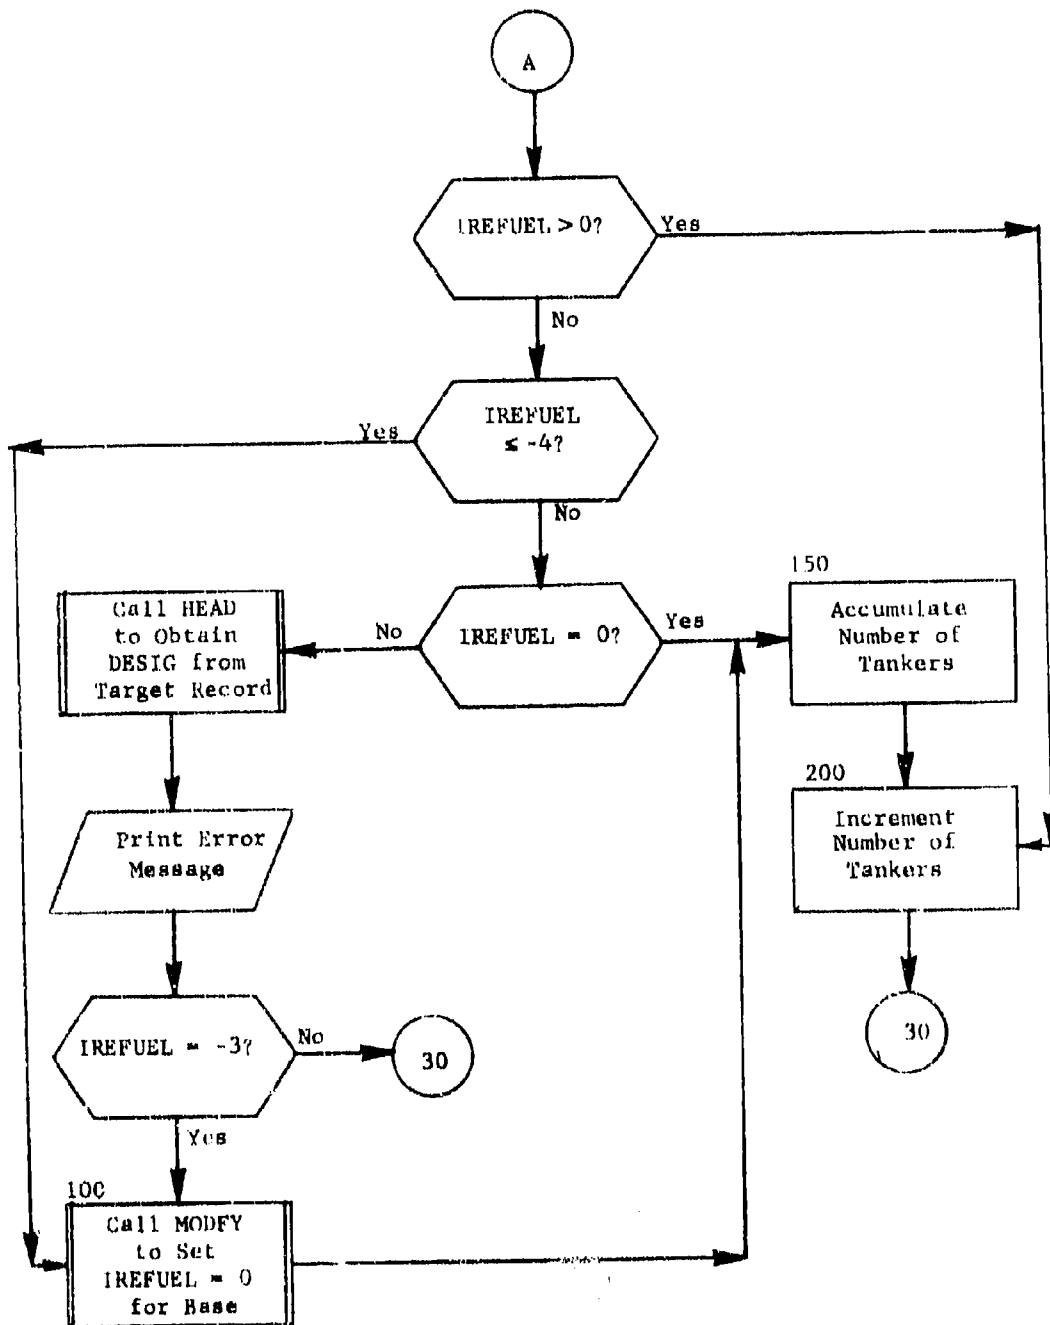 A
IREFUEL > 0?
Yes
No
IREFUEL
≤ -4?
Yes
No
IREFUEL = 0?
No
Yes
Call HEAD
to Obtain
DESIG from
Target Record
150
Accumulate
Number of
Tankers
200
Increment
Number of
Tankers
30
Print Error
Message
IREFUEL = -3?
No
30
Yes
100
Call MODFY
to Set
IREFUEL = 0
for Base